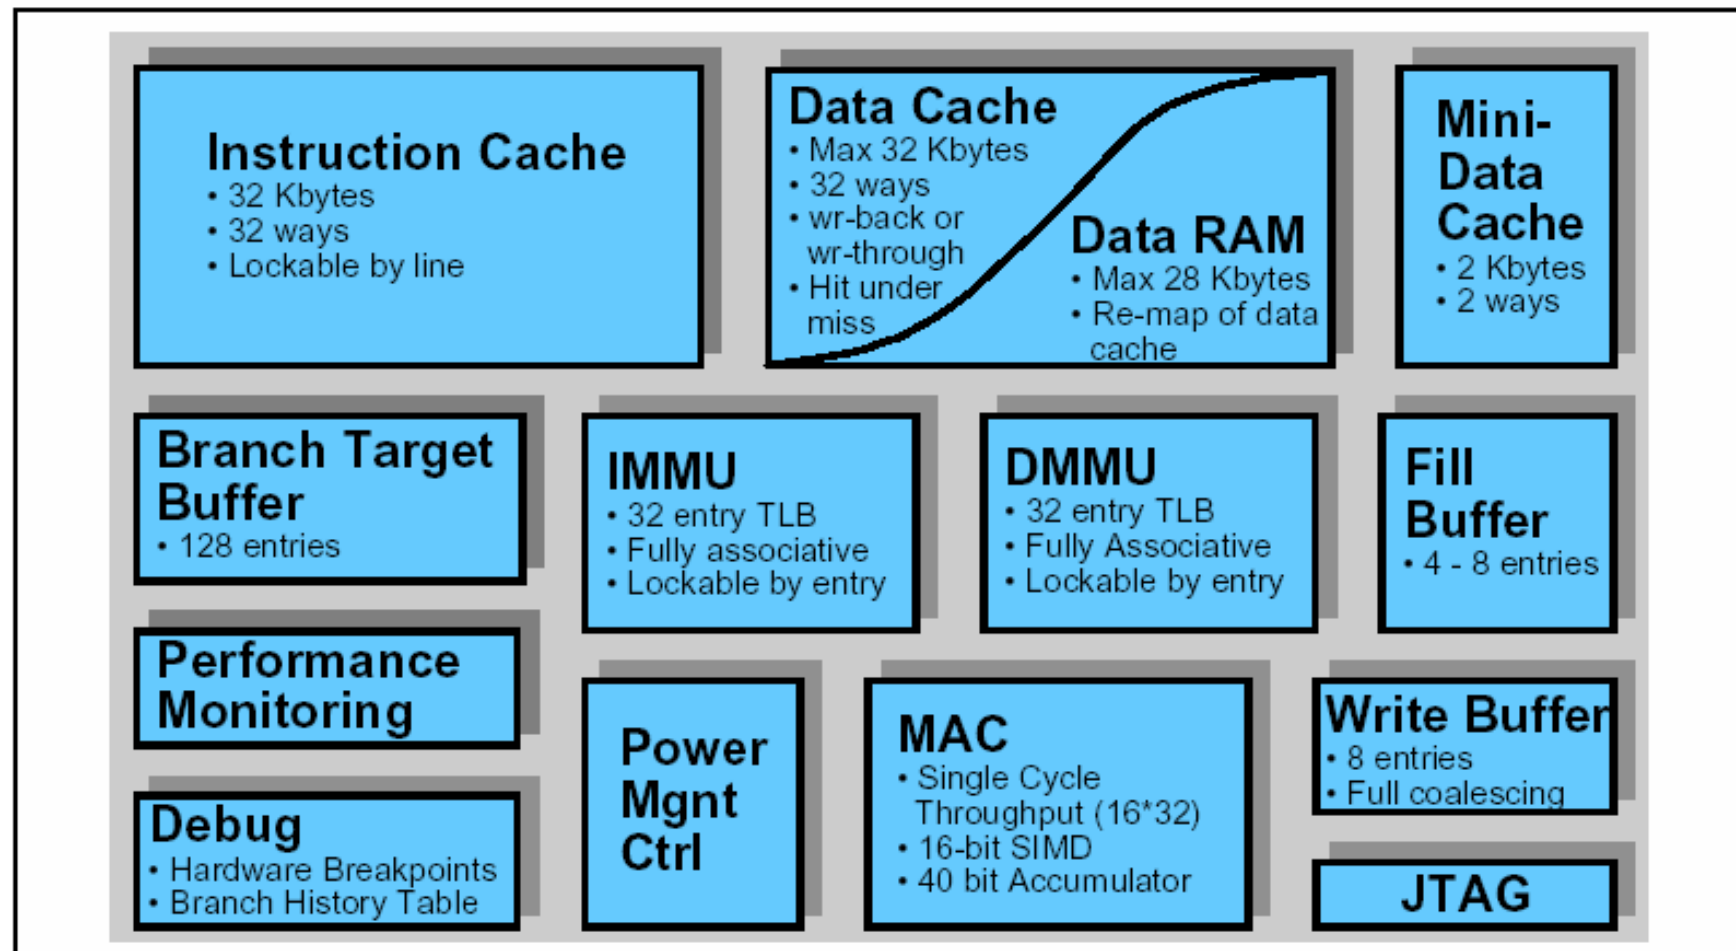 Instruction Cache
• 32 Kbytes
• 32 ways
• Lockable by line
Data Cache
• Max 32 Kbytes
• 32 ways
• wr-back or
wr-through
• Hit under
miss
Data RAM
• Max 28 Kbytes
• Re-map of data
cache
Mini-
Data
Cache
• 2 Kbytes
• 2 ways
Branch Target
Buffer
• 128 entries
IMMU
• 32 entry TLB
• Fully associative
• Lockable by entry
DMMU
• 32 entry TLB
• Fully Associative
• Lockable by entry
Fill
Buffer
• 4 - 8 entries
Performance
Monitoring
Power
Mgnt
Ctrl
MAC
• Single Cycle
Throughput (16*32)
• 16-bit SIMD
• 40 bit Accumulator
Write Buffer
• 8 entries
• Full coalescing
Debug
• Hardware Breakpoints
• Branch History Table
JTAG